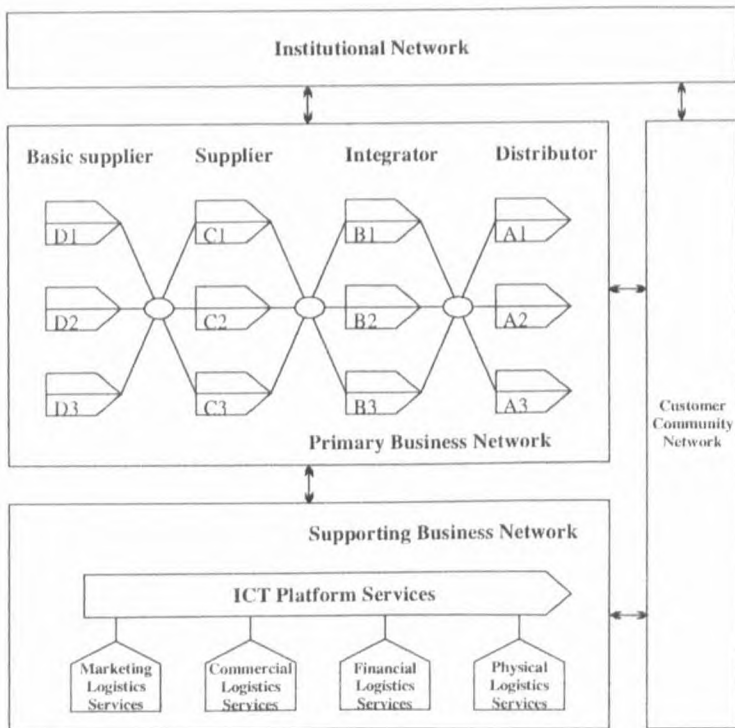 Institutional Network
Basic supplier Supplier Integrator Distributor
D1 C1 B1 A1
D2 C2 B2 A2
D3 C3 B3 A3
Primary Business Network
Customer
Community
Network
Supporting Business Network
ICT Platform Services
Marketing
Logistics
Services
Commercial
Logistics
Services
Financial
Logistics
Services
Physical
Logistics
Services